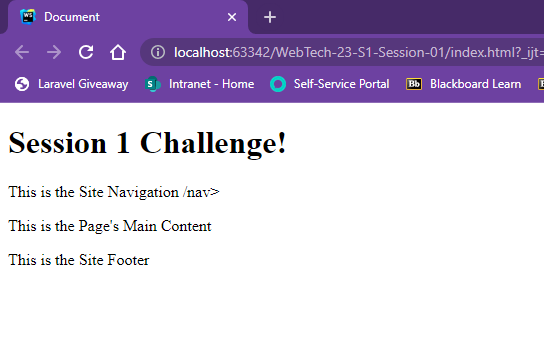 WS Document
localhost:63342/WebTech-23-S1-Session-01/index.html?_ijt=
Laravel Giveaway S Intranet - Home Self-Service Portal Bb Blackboard Learn
Session 1 Challenge!
This is the Site Navigation /nav>
This is the Page's Main Content
This is the Site Footer